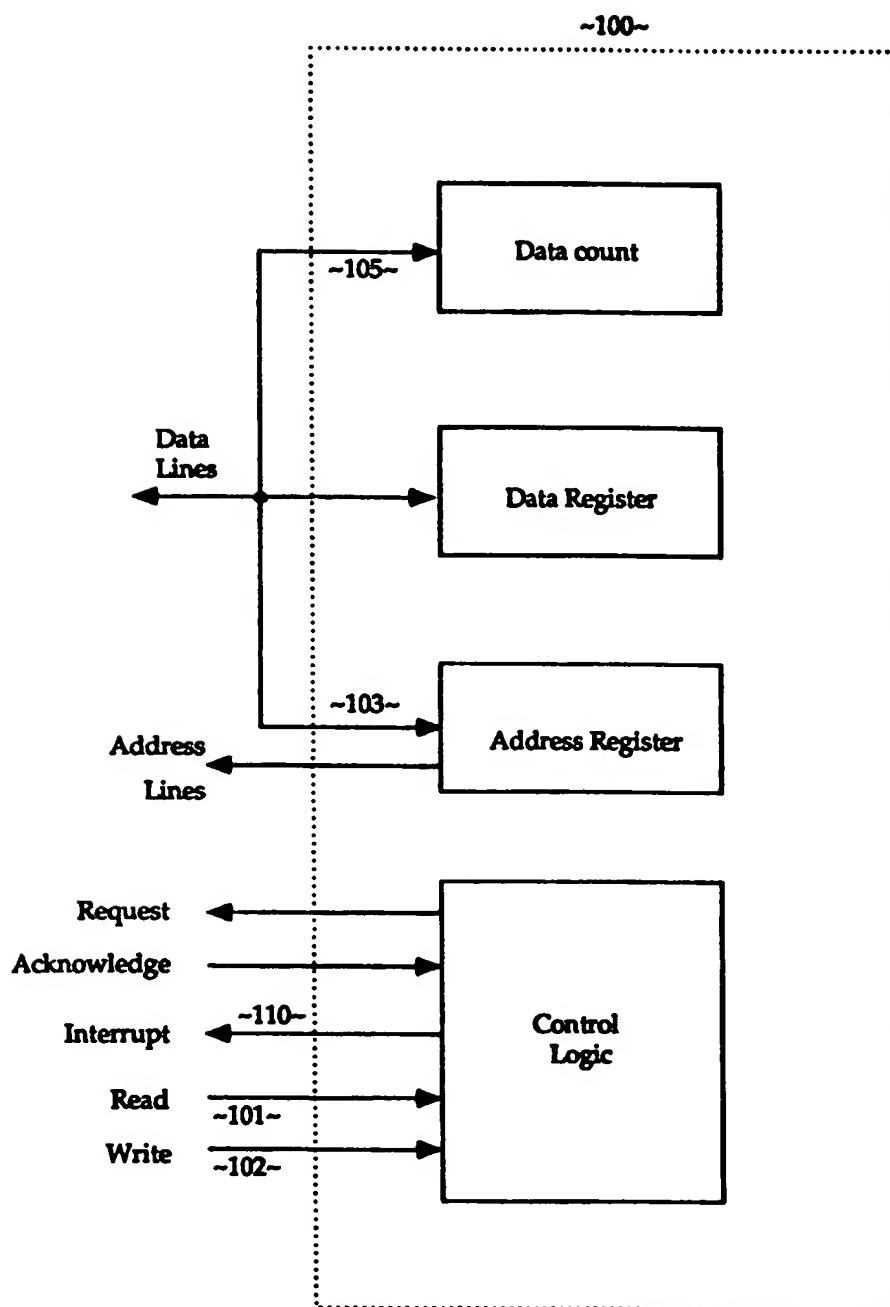 ~100~
Data count
~105~
Data
Lines
Data Register
~103~
Address Register
Address
Lines
Request
Acknowledge
~110~
Interrupt
Control
Logic
Read
~101~
Write
~102~